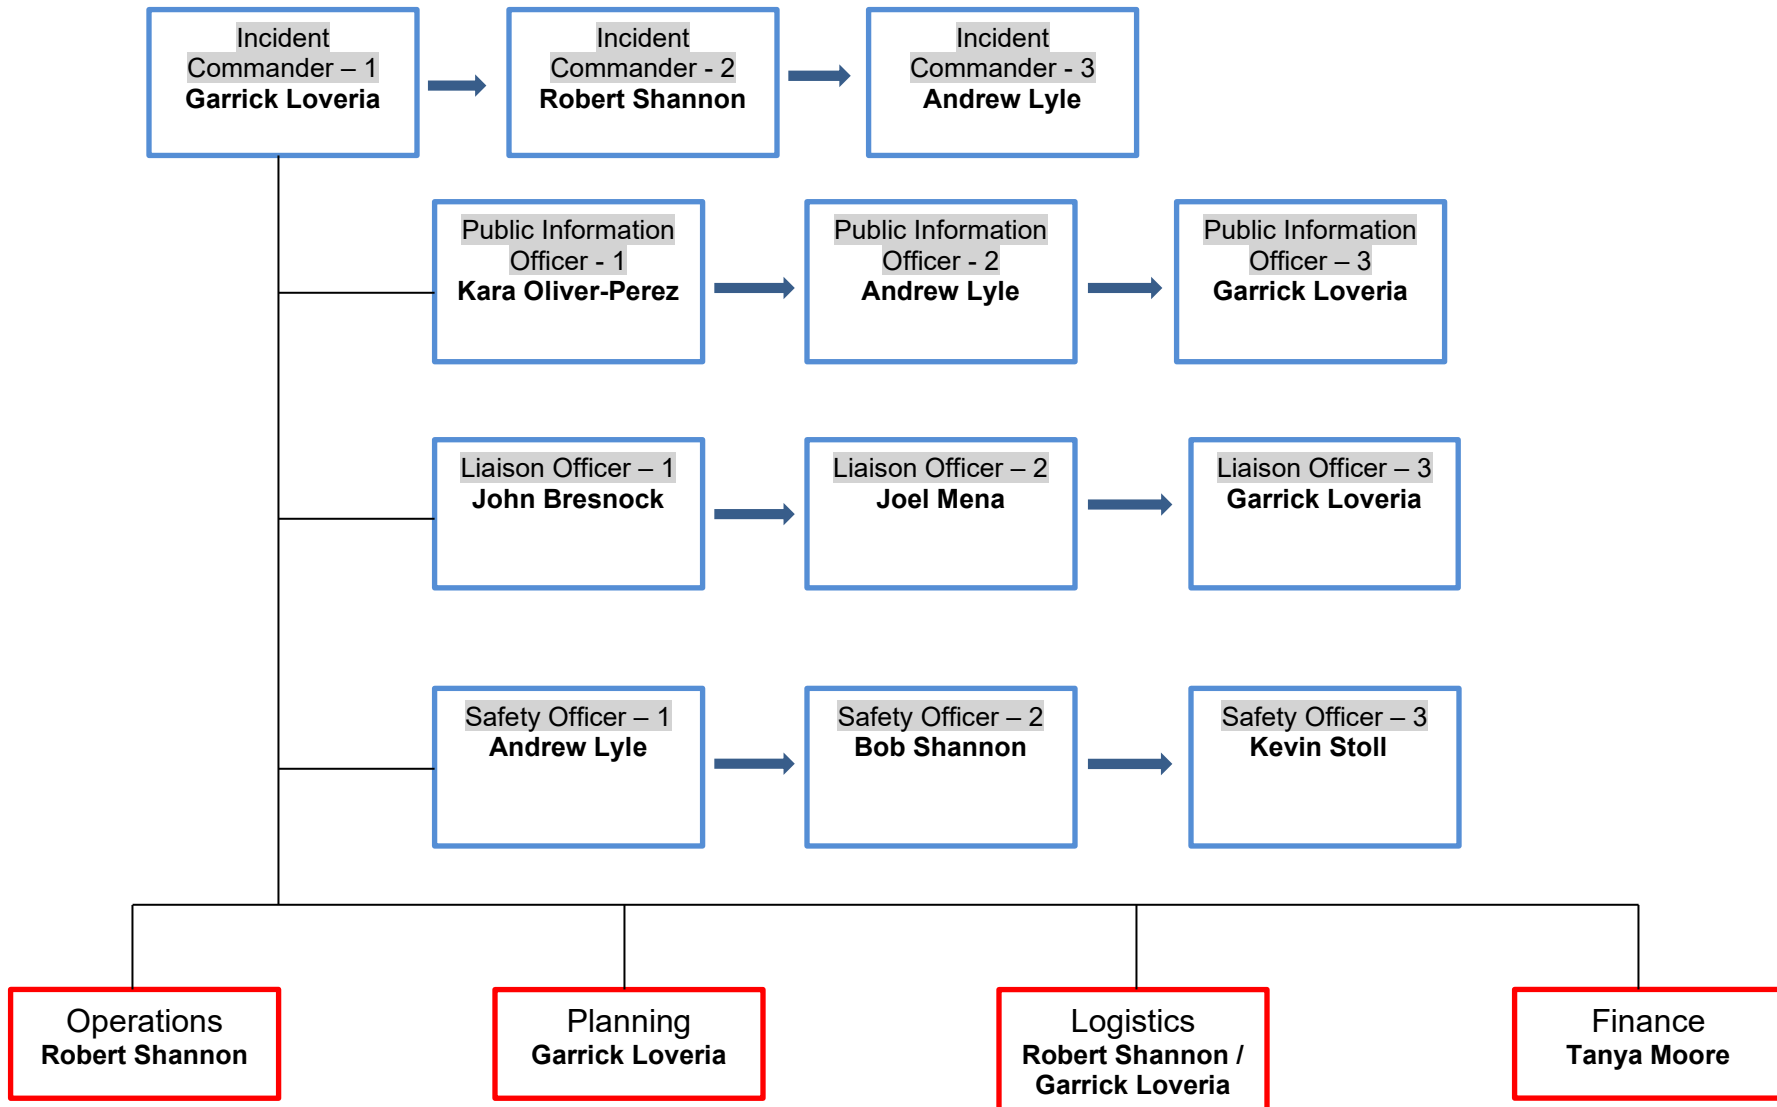 Incident
Commander – 1
Garrick Loveria
Incident
Commander - 2
Robert Shannon
Incident
Commander - 3
Andrew Lyle
Public Information
Officer - 1
Kara Oliver-Perez
Public Information
Officer - 2
Andrew Lyle
Public Information
Officer – 3
Garrick Loveria
Liaison Officer – 1
John Bresnock
Liaison Officer – 2
Joel Mena
Liaison Officer – 3
Garrick Loveria
Safety Officer – 1
Andrew Lyle
Safety Officer – 2
Bob Shannon
Safety Officer – 3
Kevin Stoll
Operations
Robert Shannon
Planning
Garrick Loveria
Logistics
Robert Shannon /
Garrick Loveria
Finance
Tanya Moore